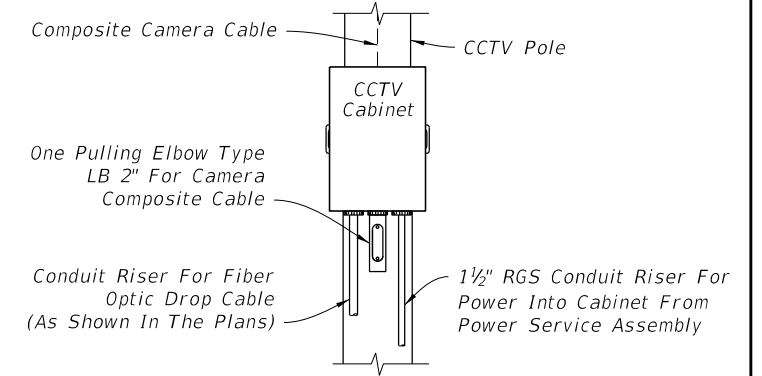 Composite Camera Cable
CCTV Pole
CCTV
Cabinet
One Pulling Elbow Type
LB 2" For Camera
Composite Cable
Conduit Riser For Fiber
Optic Drop Cable
(As Shown In The Plans)
1½" RGS Conduit Riser For
Power Into Cabinet From
Power Service Assembly